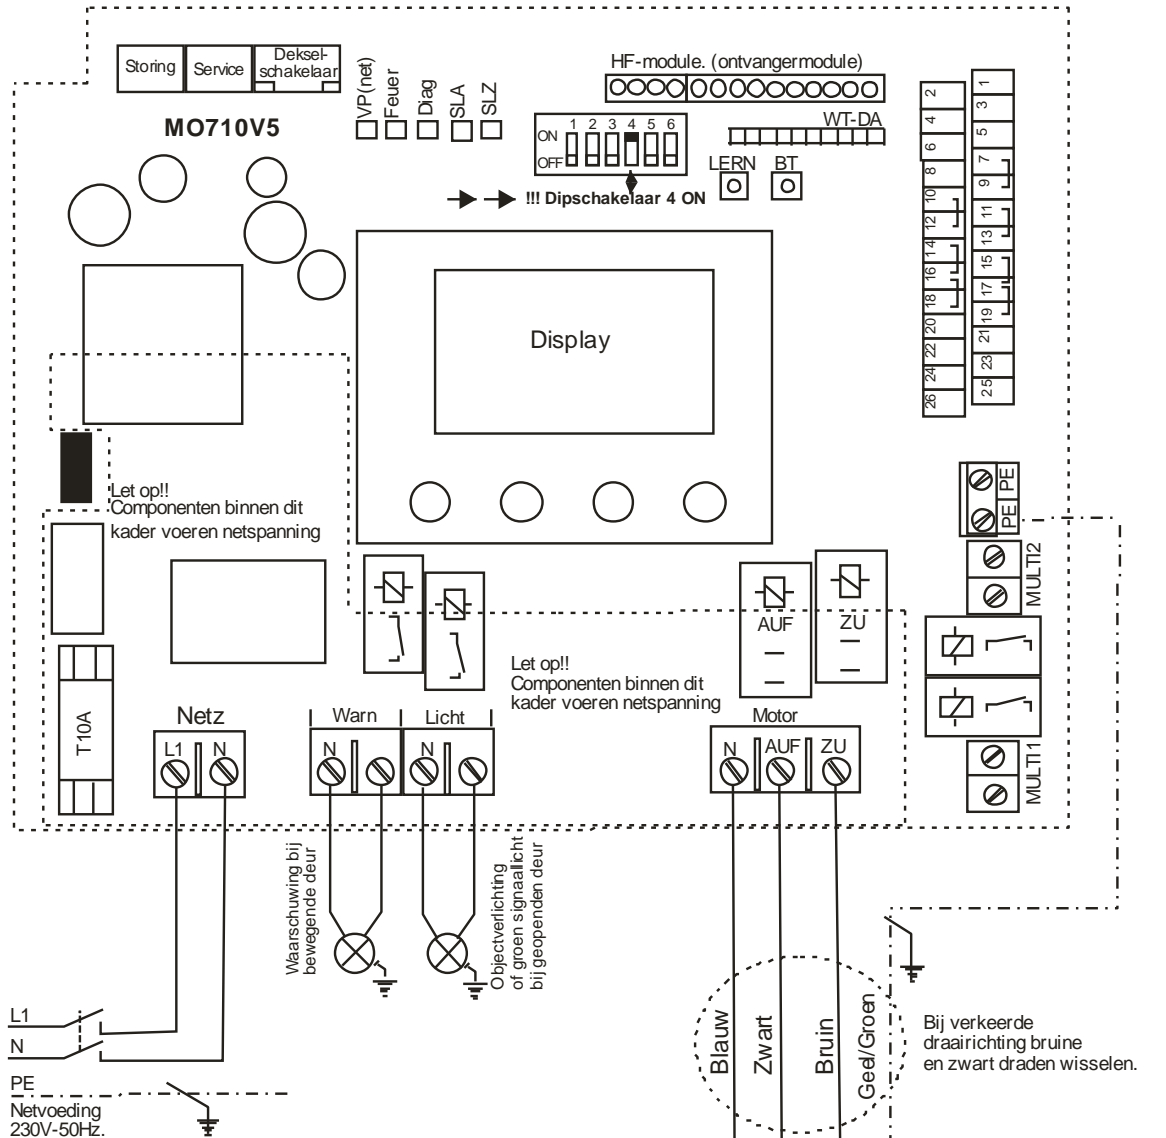 Storing
Service
Deksel-
schakelaar
HF-module. (ontvangermodule)
VP(net)
Feuer
Diag
SLA
SLZ
MO710V5
1 2 3 4 5 6
ON
OFF
WT-DA
LERN
BT
!!! Dipschakelaar 4 ON
2
4
6
8
10
12
14
16
18
20
22
24
26
1
3
5
7
9
11
13
15
17
19
21
23
25
Display
Let op!!
Componenten binnen dit
kader voeren netspanning
PE
PE
MULTI2
AUF
ZU
Let op!!
Componenten binnen dit
kader voeren netspanning
T10A
Netz
L1
N
Warn
Licht
N
N
Motor
N
AUF
ZU
MULTI1
Waarschuwing bij
bewegende deur
Objectverlichting
of groen signaallicht
bij geopenden deur
L1
N
PE
Netvoeding
230V-50Hz.
Blauw
Zwart
Bruin
Geel/Groen
Bij verkeerde
draairichting bruine
en zwart draden wisselen.